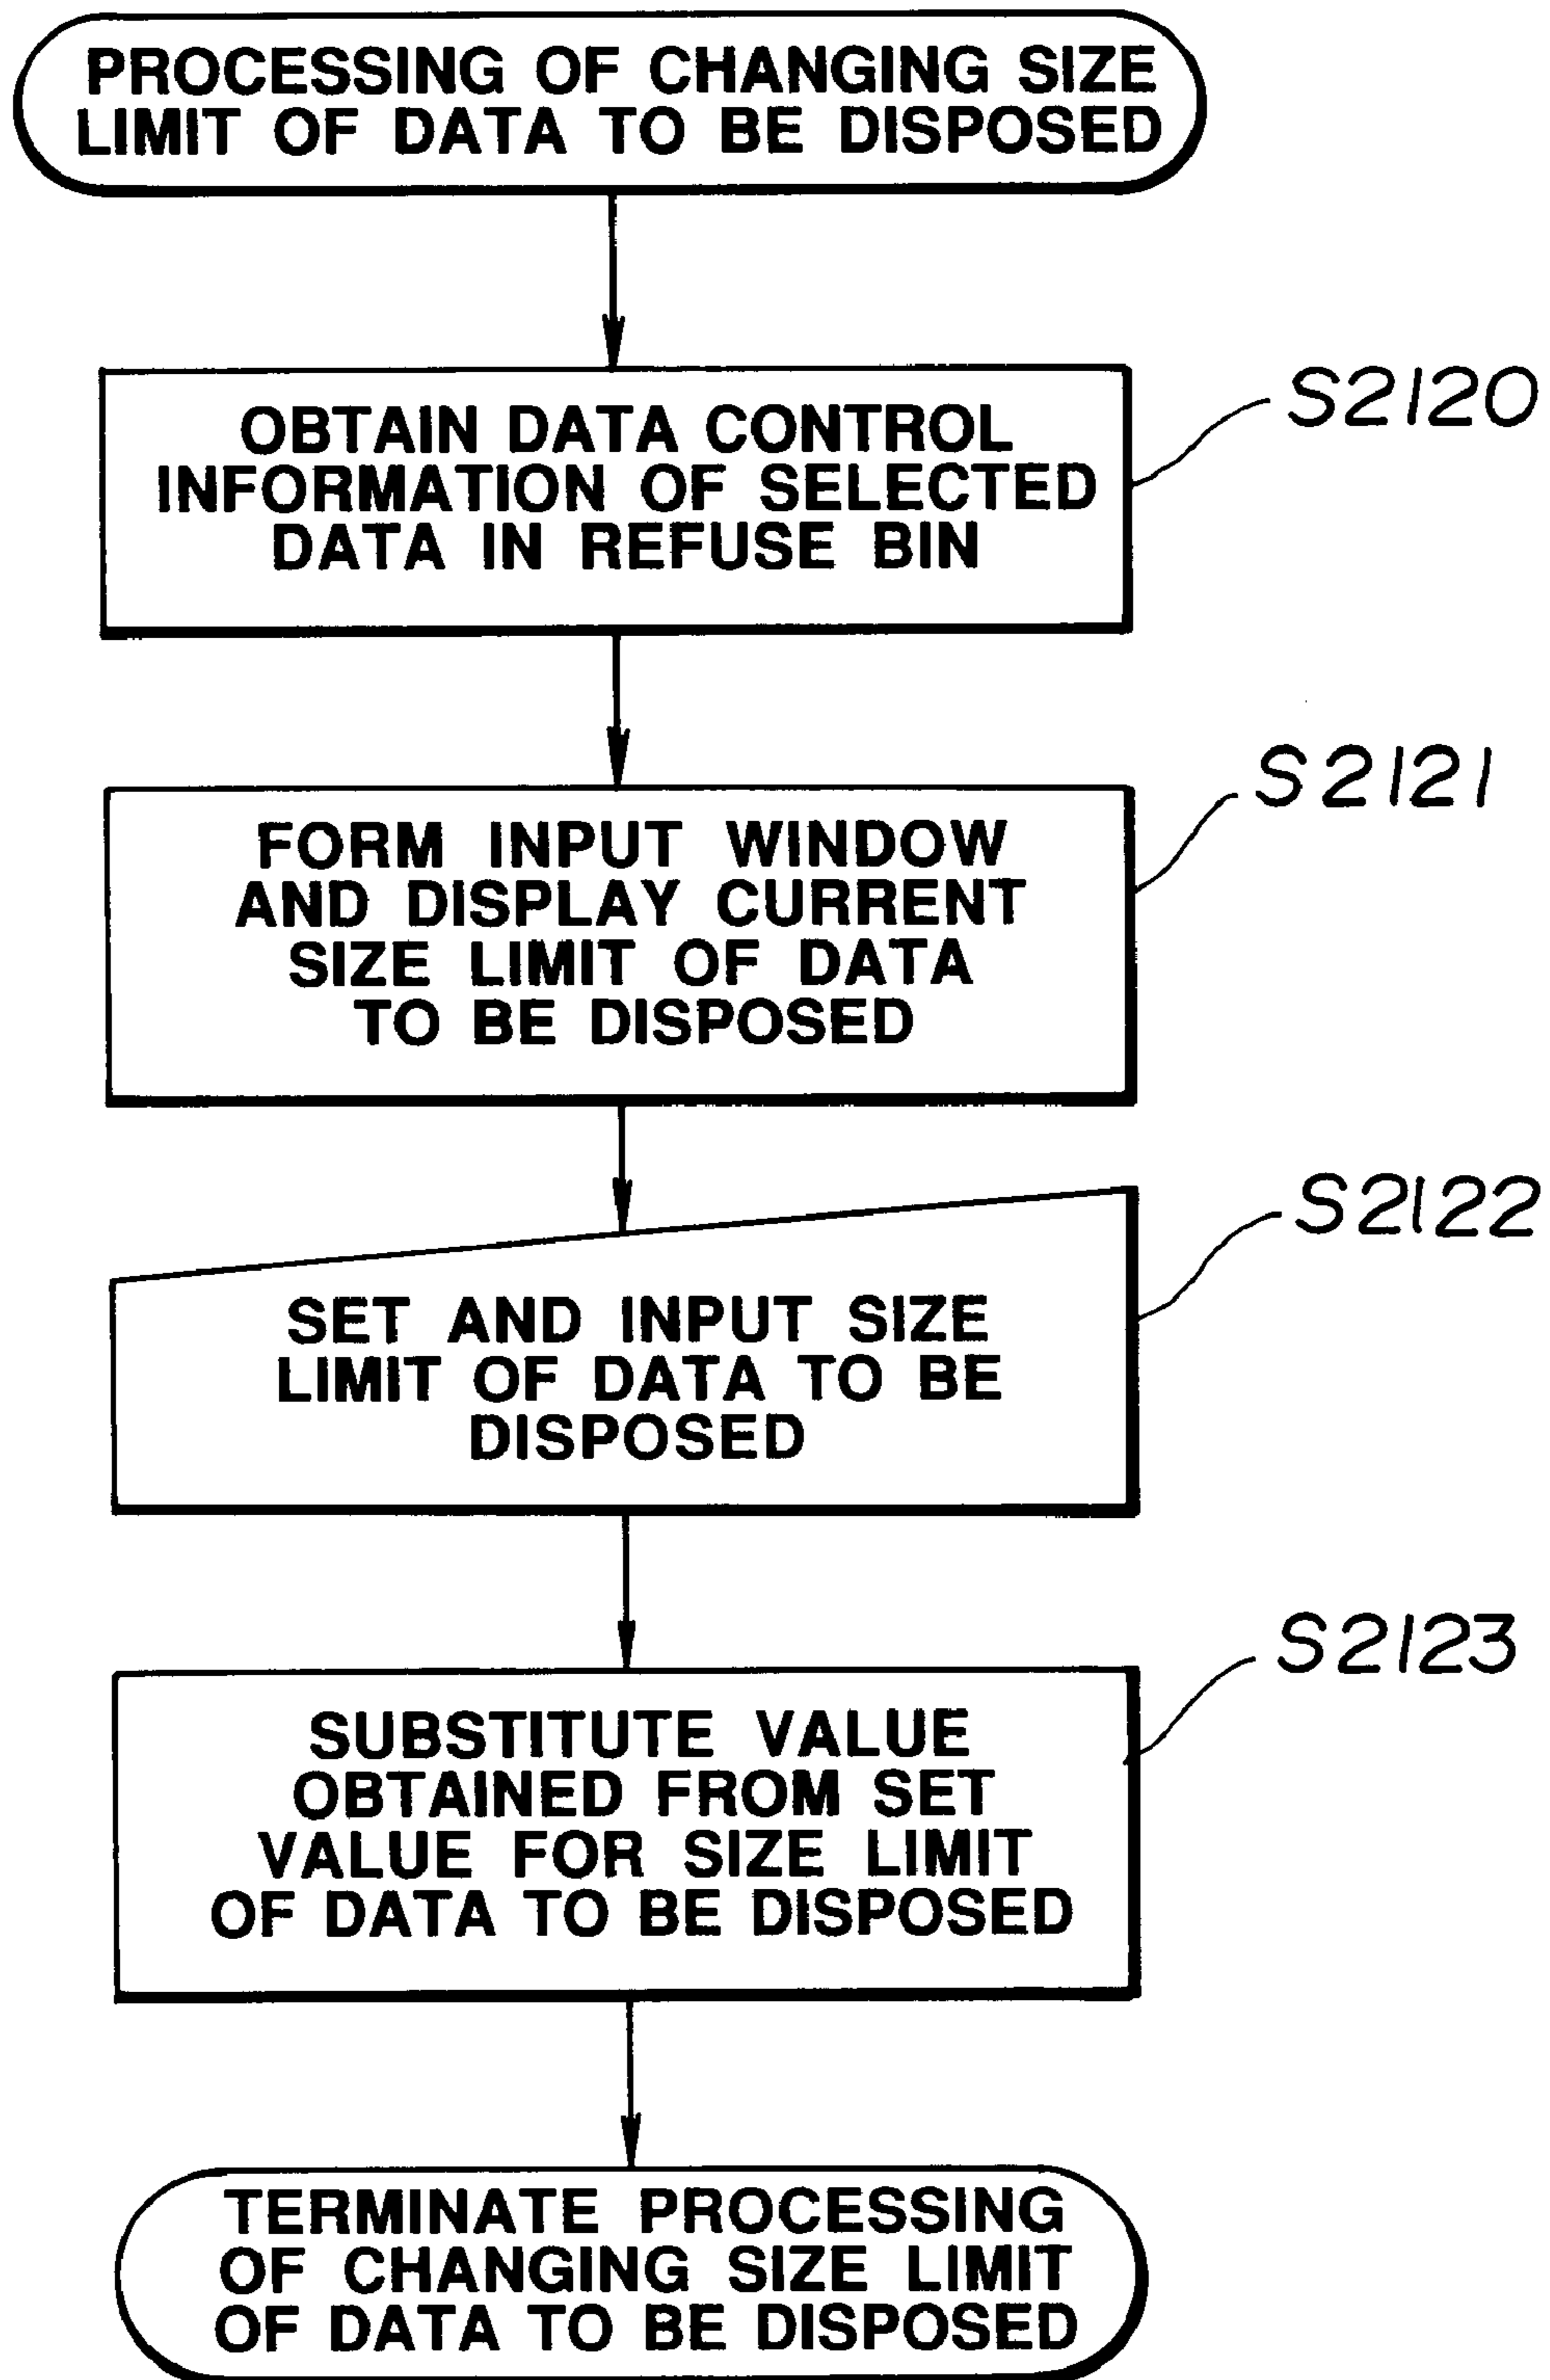 PROCESSING OF CHANGING SIZE
LIMIT OF DATA TO BE DISPOSED
S2120
OBTAIN DATA CONTROL
INFORMATION OF SELECTED
DATA IN REFUSE BIN
S2121
FORM INPUT WINDOW
AND DISPLAY CURRENT
SIZE LIMIT OF DATA
TO BE DISPOSED
S2122
SET AND INPUT SIZE
LIMIT OF DATA TO BE
DISPOSED
S2123
SUBSTITUTE VALUE
OBTAINED FROM SET
VALUE FOR SIZE LIMIT
OF DATA TO BE DISPOSED
TERMINATE PROCESSING
OF CHANGING SIZE LIMIT
OF DATA TO BE DISPOSED